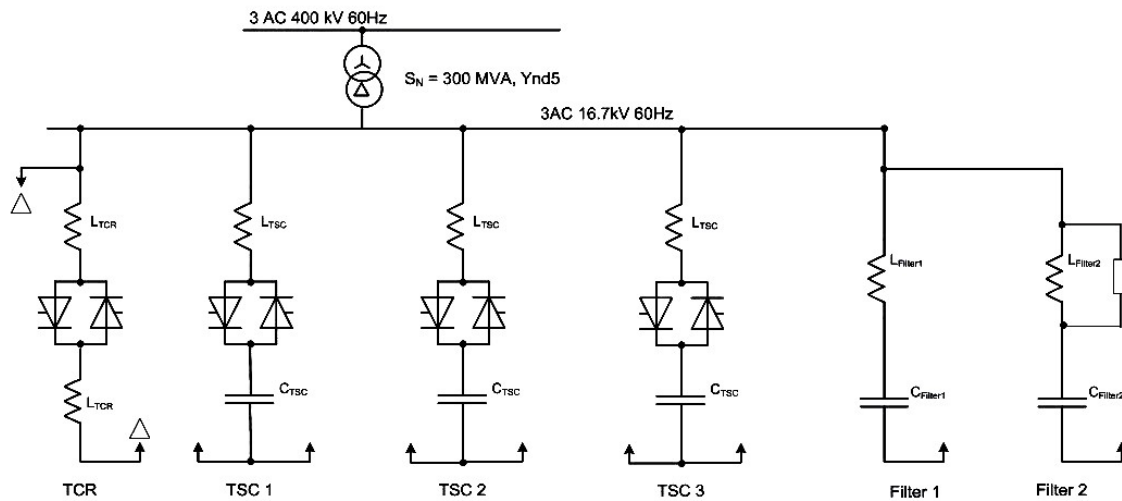 3 AC 400 kV 60Hz
S_N = 300 MVA, Ynd5
3AC 16.7kV 60Hz
L_TCR
L_TSC
L_TSC
L_TSC
L_Filter1
L_Filter2
L_TCR
C_TSC
C_TSC
C_TSC
C_Filter1
C_Filter2
TCR
TSC 1
TSC 2
TSC 3
Filter 1
Filter 2